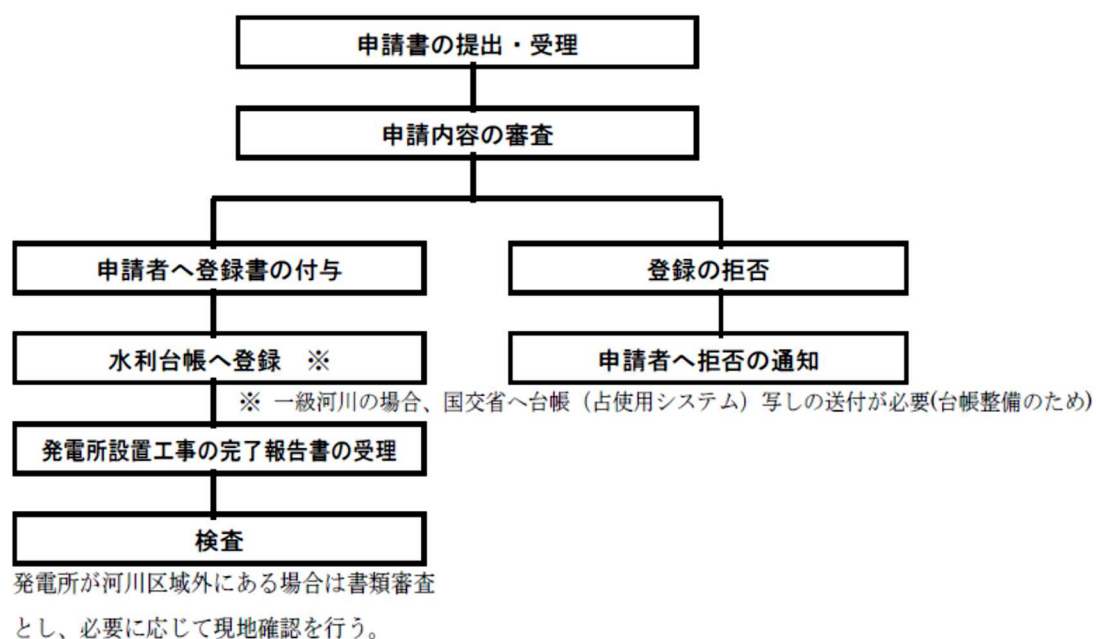 申請書の提出・受理
申請内容の審査
申請者へ登録書の付与
登録の拒否
水利台帳へ登録　※
申請者へ拒否の通知
※ 一級河川の場合、国交省へ台帳（占使用システム）写しの送付が必要(台帳整備のため)
発電所設置工事の完了報告書の受理
検査
発電所が河川区域外にある場合は書類審査
とし、必要に応じて現地確認を行う。